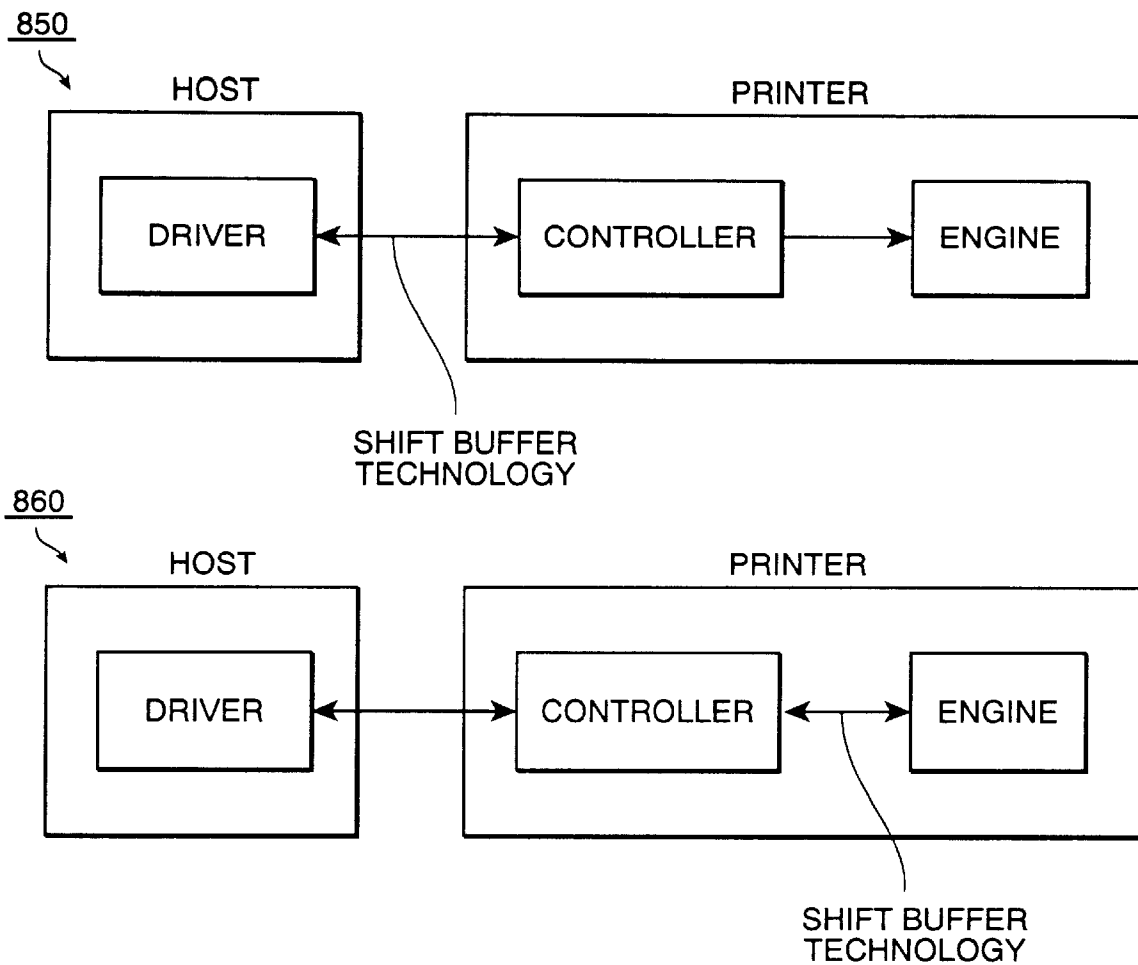 850
HOST
PRINTER
DRIVER
CONTROLLER
ENGINE
SHIFT BUFFER
TECHNOLOGY
860
HOST
PRINTER
DRIVER
CONTROLLER
ENGINE
SHIFT BUFFER
TECHNOLOGY